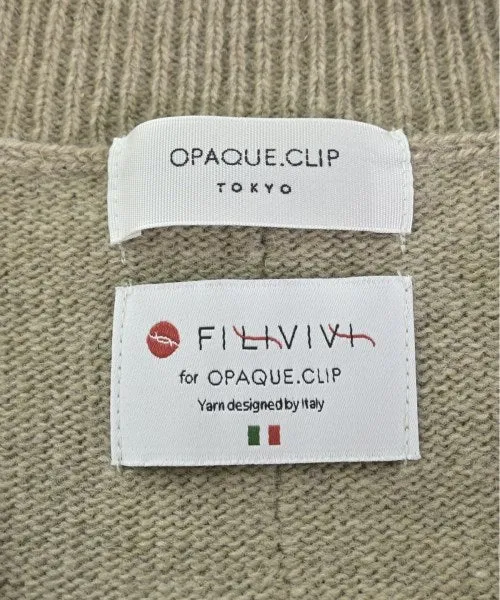 OPAQUE.CLIP
TOKYO
FILIVIVI
for OPAQUE.CLIP
Yarn designed by Italy